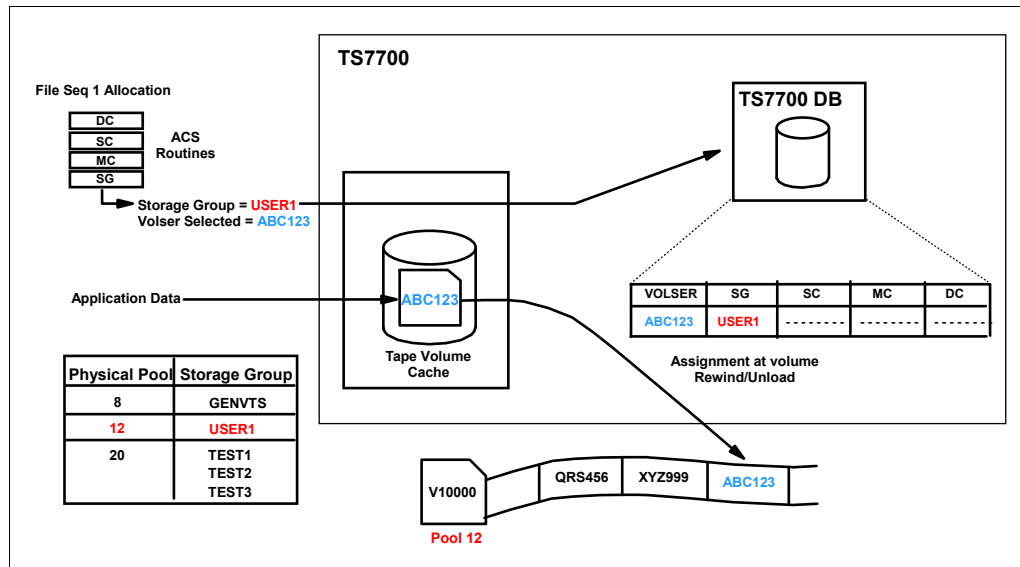 TS7700
File Seq 1 Allocation
DC
SC
MC
SG
ACS
Routines
Storage Group = USER1
Volser Selected = ABC123
TS7700 DB
Application Data
ABC123
Tape Volume
Cache
VOLSER SG SC MC DC
ABC123 USER1 - - - - - - - - - - - - - - - - - - - - - - - -
Assignment at volume
Rewind/Unload
Physical Pool Storage Group
8 GENVTS
12 USER1
20 TEST1
TEST2
TEST3
V10000 QRS456 XYZ999 ABC123
Pool 12